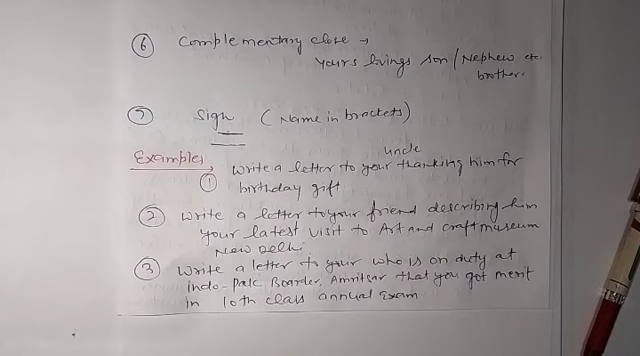 ⑥ Complementary close →
yours lovings son / Nephew etc.
brother.
⑦ Sign (Name in brackets)
Examples
uncle
① Write a letter to your thanking him for
birthday gift
② Write a letter to your friend describing him
your latest visit to Art and craft museum
New Delhi
③ Write a letter to your who is on duty at
Indo-Pak Boarder, Amritsar that you got merit
in 10th class annual Exam